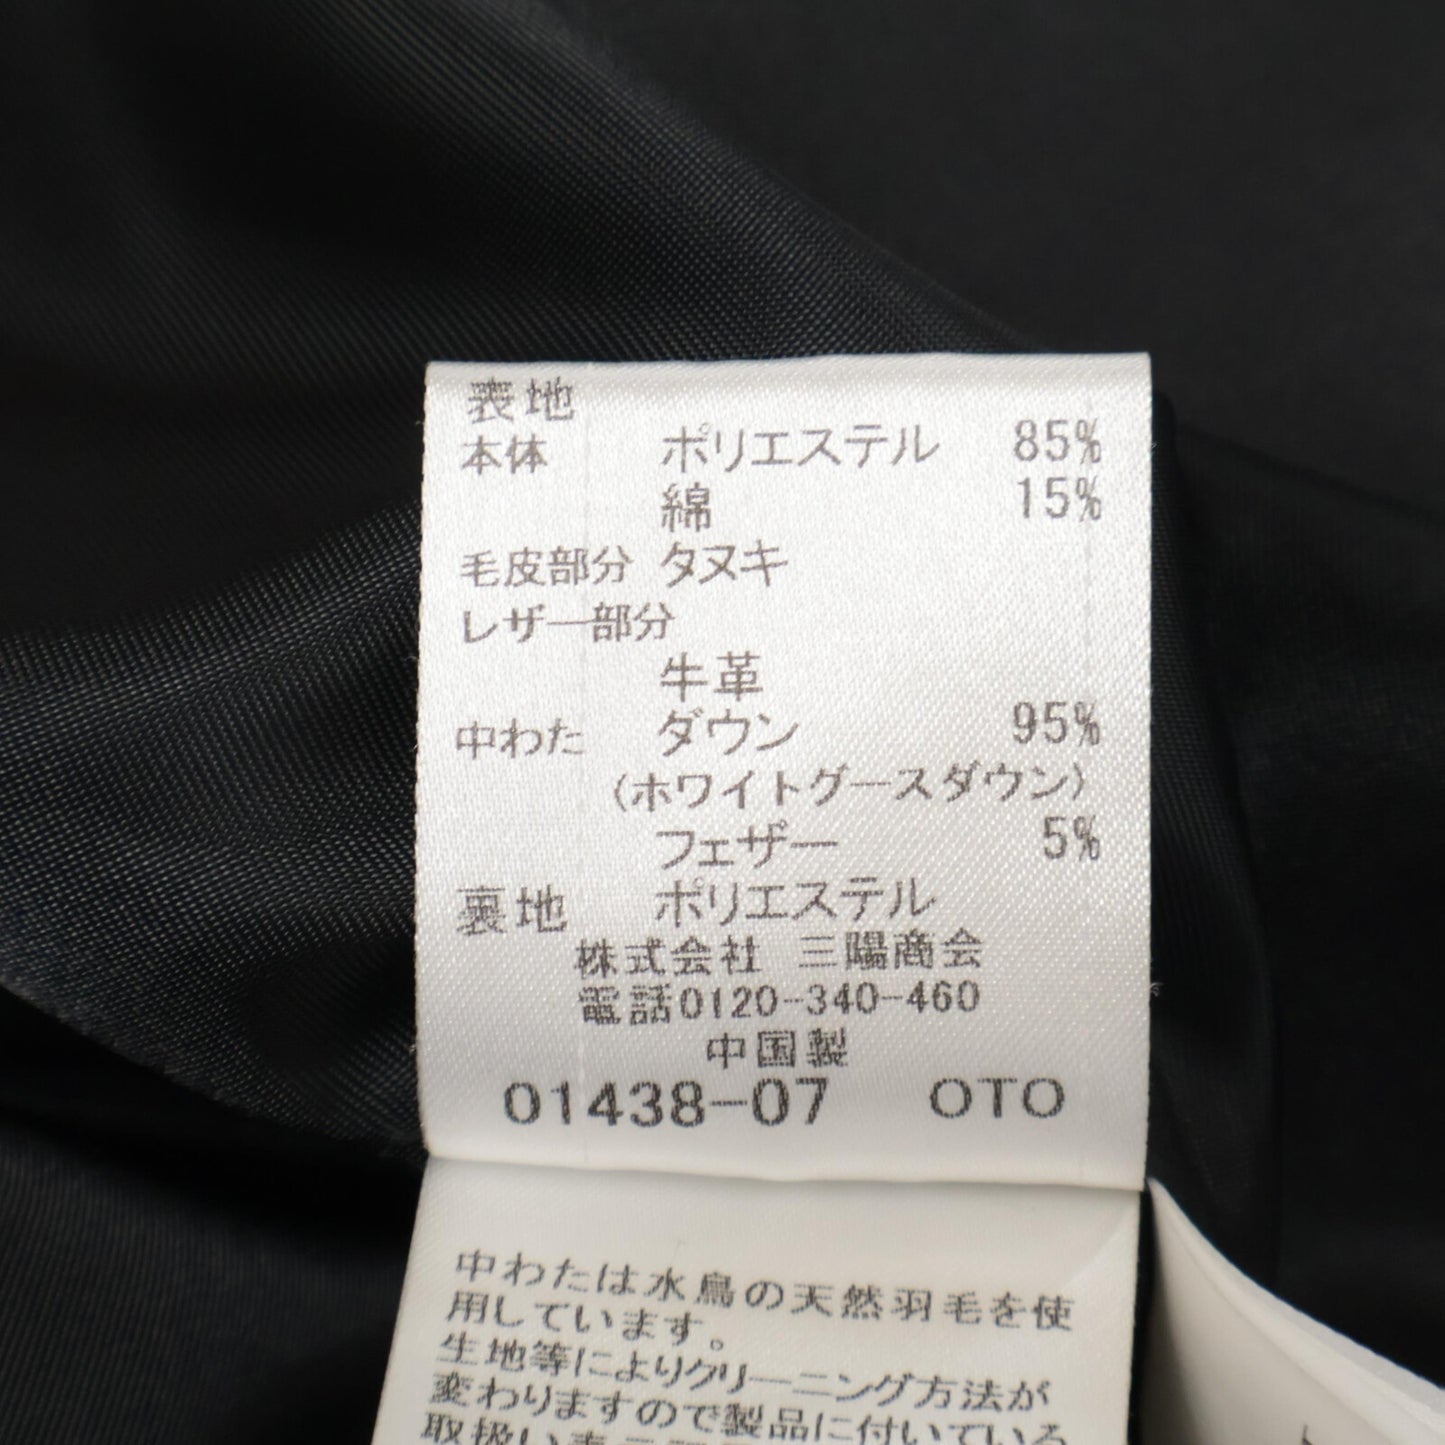 表地
本体 ポリエステル 85%
綿 15%
毛皮部分 タヌキ
レザー部分
牛革
中わた ダウン 95%
(ホワイトグースダウン)
フェザー 5%
裏地 ポリエステル
株式会社 三陽商会
電話0120-340-460
中国製
01438-07 OTO
中わたは水鳥の天然羽毛を使
用しています。
生地等によりクリーニング方法が
変わりますので製品に付いている
取扱い表